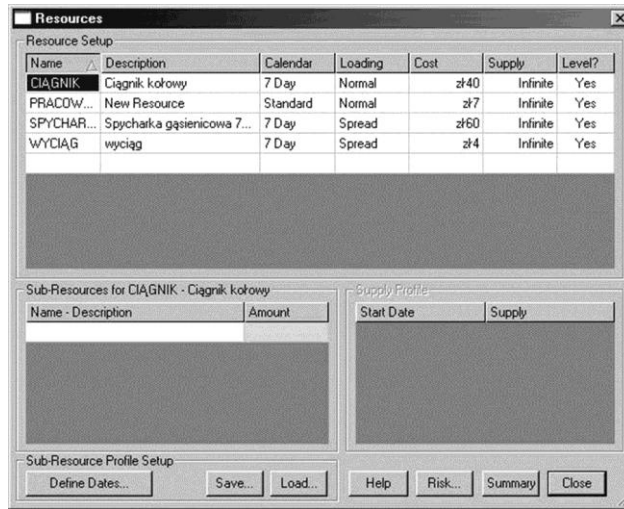 Resources
Resource Setup
Name Description Calendar Loading Cost Supply Level?
CIĄGNIK Ciągnik kołowy 7 Day Normal zł40 Infinite Yes
PRACOW... New Resource Standard Normal zł7 Infinite Yes
SPYCHAR... Spycharka gąsienicowa 7... 7 Day Spread zł60 Infinite Yes
WYCIĄG wyciąg 7 Day Spread zł4 Infinite Yes
Sub-Resources for CIĄGNIK - Ciągnik kołowy
Name - Description Amount
Supply Profile
Start Date Supply
Sub-Resource Profile Setup
Define Dates... Save... Load... Help Risk... Summary Close